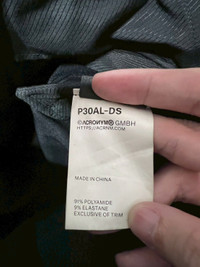 P30AL-DS
©ACRONYM® GMBH
HTTPS://ACRNM.COM
MADE IN CHINA
91% POLYAMIDE
9% ELASTANE
EXCLUSIVE OF TRIM